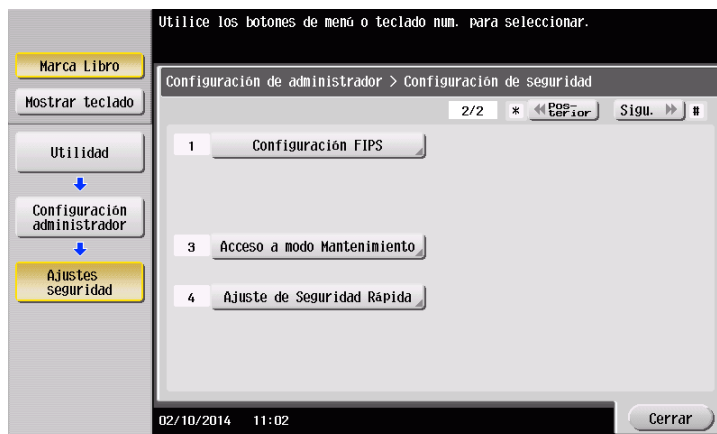 Utilice los botones de menú o teclado num. para seleccionar.
Marca Libro
Mostrar teclado
Utilidad
Configuración
administrador
Ajustes
seguridad
Configuración de administrador > Configuración de seguridad
2/2 * Pos-
terior Sigu. #
1 Configuración FIPS
3 Acceso a modo Mantenimiento
4 Ajuste de Seguridad Rápida
02/10/2014 11:02
Cerrar